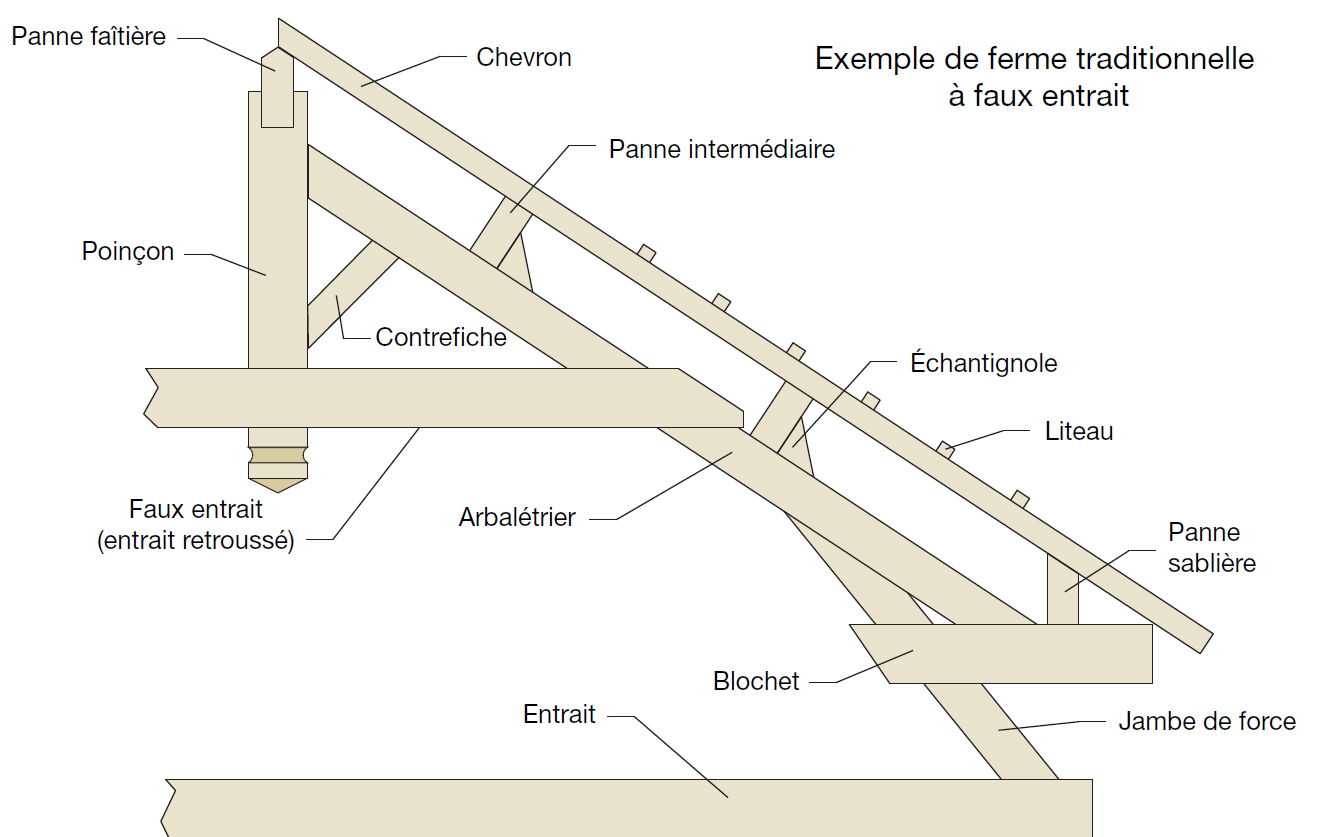 Exemple de ferme traditionnelle
à faux entrait
Panne faîtière
Chevron
Panne intermédiaire
Poinçon
Contrefiche
Échantignole
Liteau
Faux entrait
(entrait retroussé)
Arbalétrier
Panne
sablière
Blochet
Entrait
Jambe de force